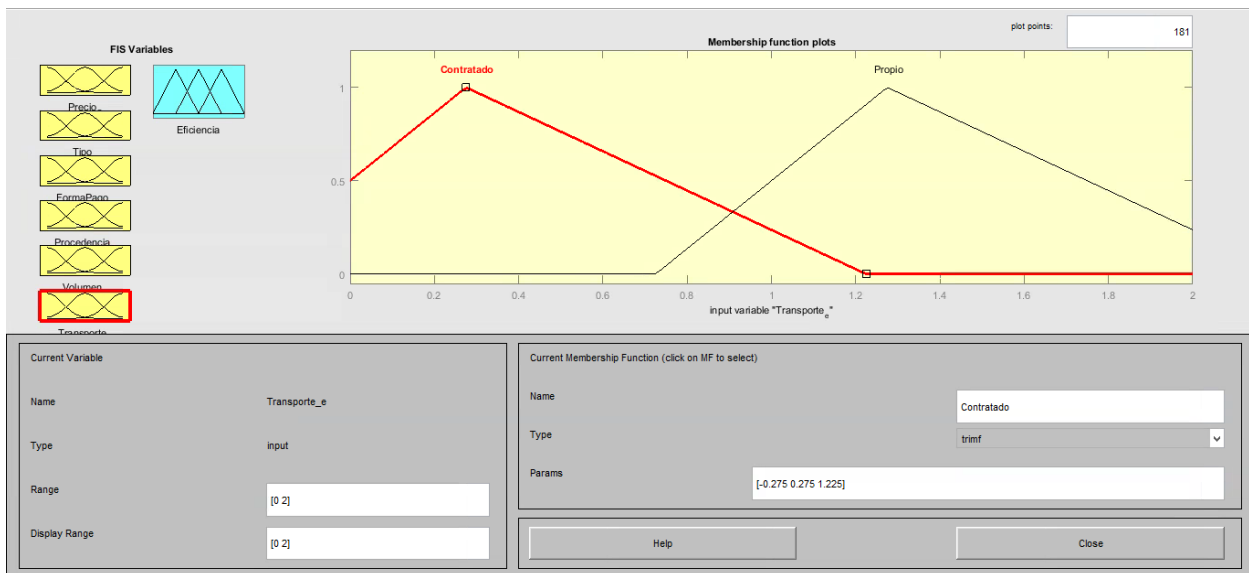 plot points:
181
FIS Variables
Membership function plots
Precio_
Tipo
FormaPago
Procedencia
Volumen
Transporte
Eficiencia
Contratado
Propio
1
0.5
0
0 0.2 0.4 0.6 0.8 1 1.2 1.4 1.6 1.8 2
input variable "Transporte_e"
Current Variable
Name Transporte_e
Type input
Range [0 2]
Display Range [0 2]
Current Membership Function (click on MF to select)
Name Contratado
Type trimf
Params [-0.275 0.275 1.225]
Help Close